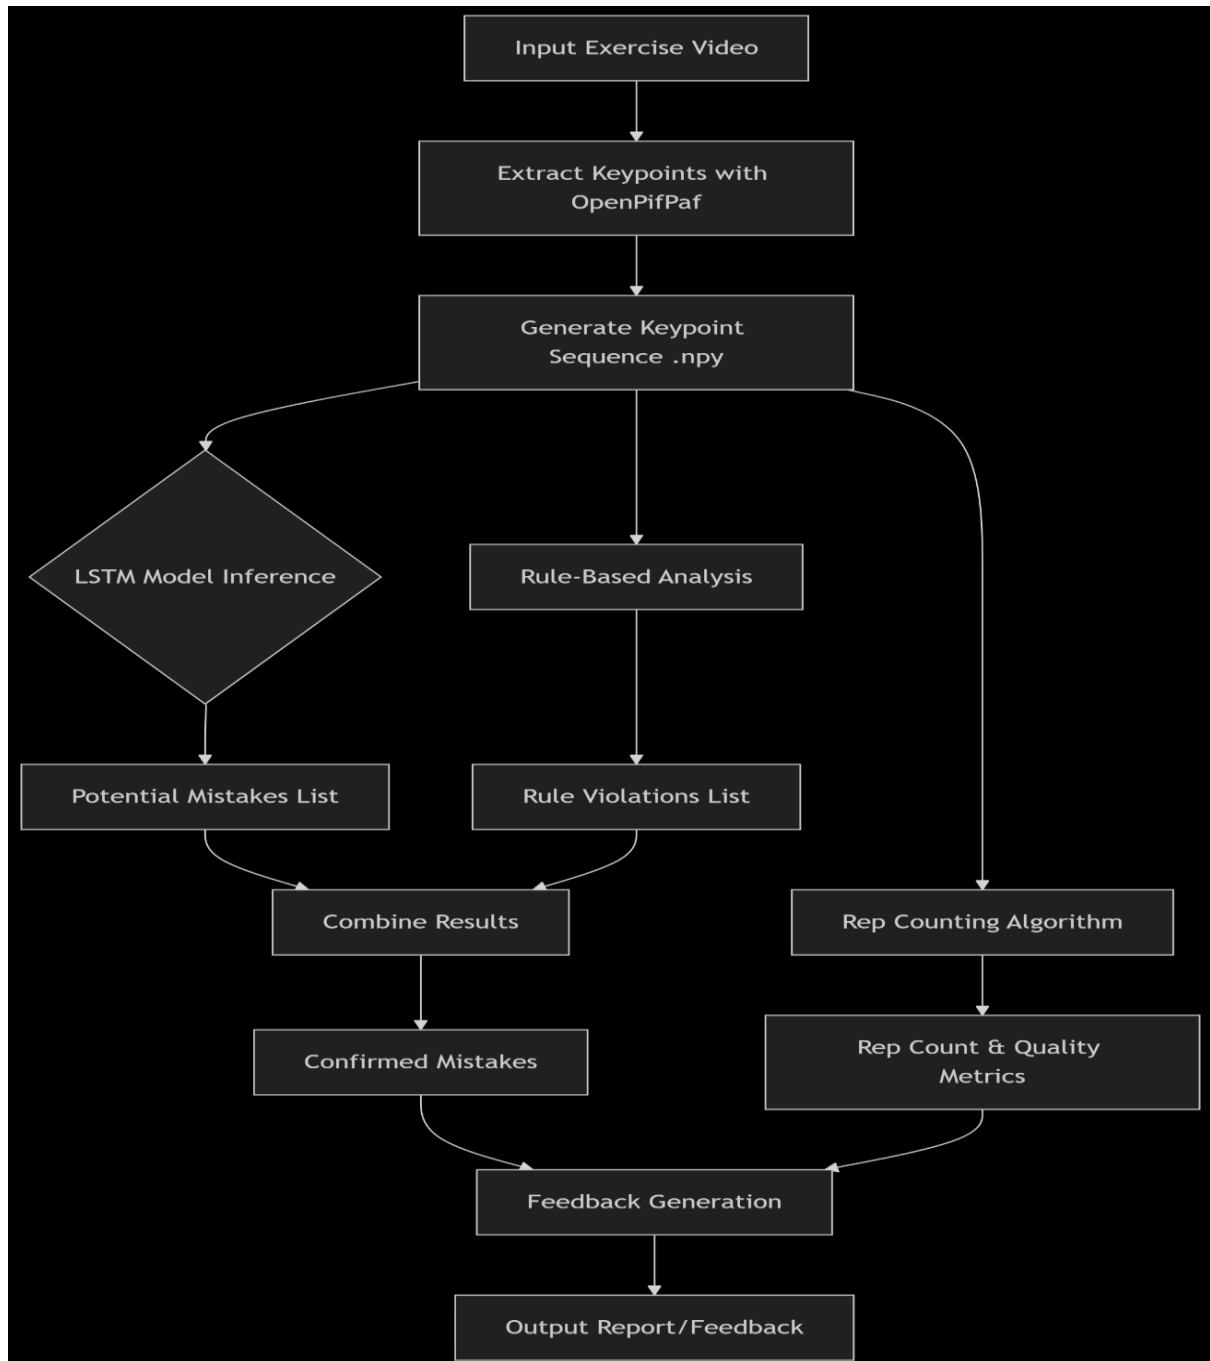 Input Exercise Video
Extract Keypoints with
OpenPifPaf
Generate Keypoint
Sequence .npy
LSTM Model Inference
Rule-Based Analysis
Potential Mistakes List
Rule Violations List
Combine Results
Rep Counting Algorithm
Confirmed Mistakes
Rep Count & Quality
Metrics
Feedback Generation
Output Report/Feedback